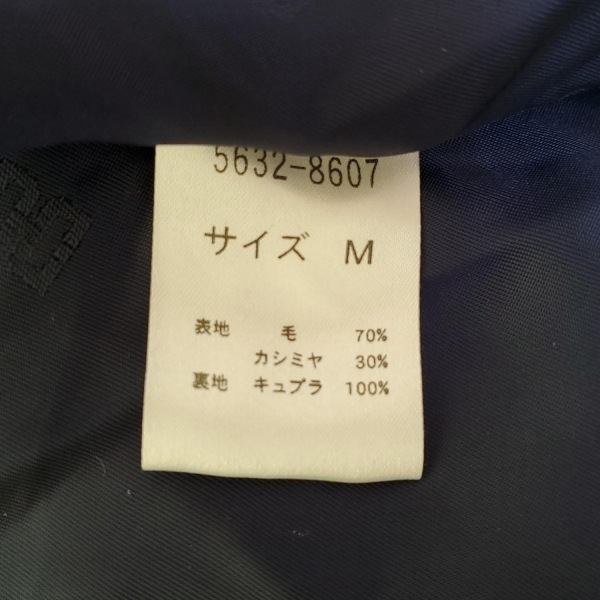 5632-8607
サイズ M
表地 毛 70%
カシミヤ 30%
裏地 キュプラ 100%